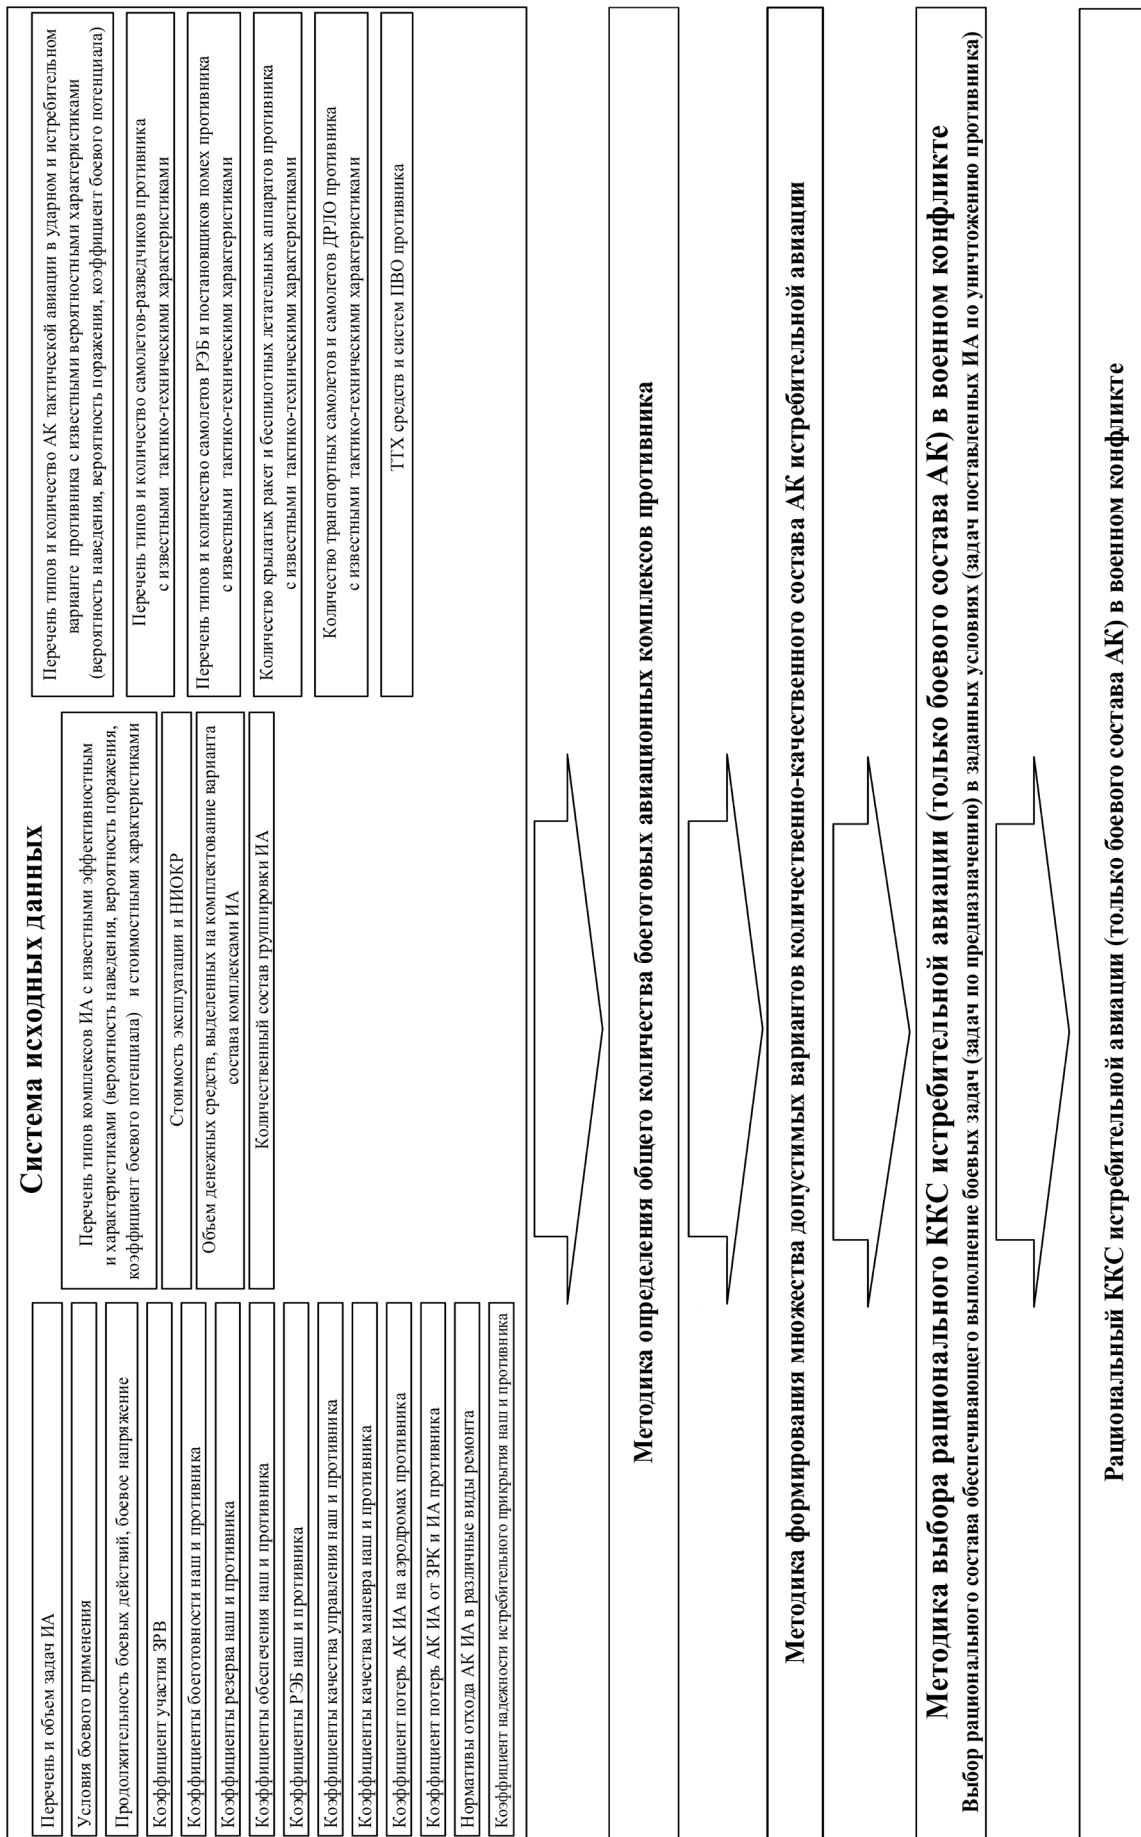 Система исходных данных
Перечень и объем задач ИА
Условия боевого применения
Продолжительность боевых действий, боевое напряжение
Коэффициент участия ЗРВ
Коэффициенты боеготовности наш и противника
Коэффициенты резерва наш и противника
Коэффициенты обеспечения наш и противника
Коэффициенты РЭБ наш и противника
Коэффициенты качества управления наш и противника
Коэффициенты качества маневра наш и противника
Коэффициент потерь АК ИА на аэродромах противника
Коэффициент потерь АК ИА от ЗРК и ИА противника
Нормативы отхода АК ИА в различные виды ремонта
Коэффициент надежности истребительного прикрытия наш и противника
Перечень типов комплексов ИА с известными эффективностным
и характеристиками (вероятность наведения, вероятность поражения,
коэффициент боевого потенциала) и стоимостными характеристиками
Стоимость эксплуатации и НИОКР
Объем денежных средств, выделенных на комплектование варианта
состава комплексами ИА
Количественный состав группировки ИА
Перечень типов и количество АК тактической авиации в ударном и истребительном
варианте противника с известными вероятностными характеристиками
(вероятность наведения, вероятность поражения, коэффициент боевого потенциала)
Перечень типов и количество самолетов-разведчиков противника
с известными тактико-техническими характеристиками
Перечень типов и количество самолетов РЭБ и постановщиков помех противника
с известными тактико-техническими характеристиками
Количество крылатых ракет и беспилотных летательных аппаратов противника
с известными тактико-техническими характеристиками
Количество транспортных самолетов и самолетов ДРЛО противника
с известными тактико-техническими характеристиками
ТТХ средств и систем ПВО противника
Методика определения общего количества боеготовых авиационных комплексов противника
Методика формирования множества допустимых вариантов количественно-качественного состава АК истребительной авиации
Методика выбора рационального ККС истребительной авиации (только боевого состава АК) в военном конфликте
Выбор рационального состава обеспечивающего выполнение боевых задач (задач по предназначению) в заданных условиях (задач поставленных ИА по уничтожению противника)
Рациональный ККС истребительной авиации (только боевого состава АК) в военном конфликте